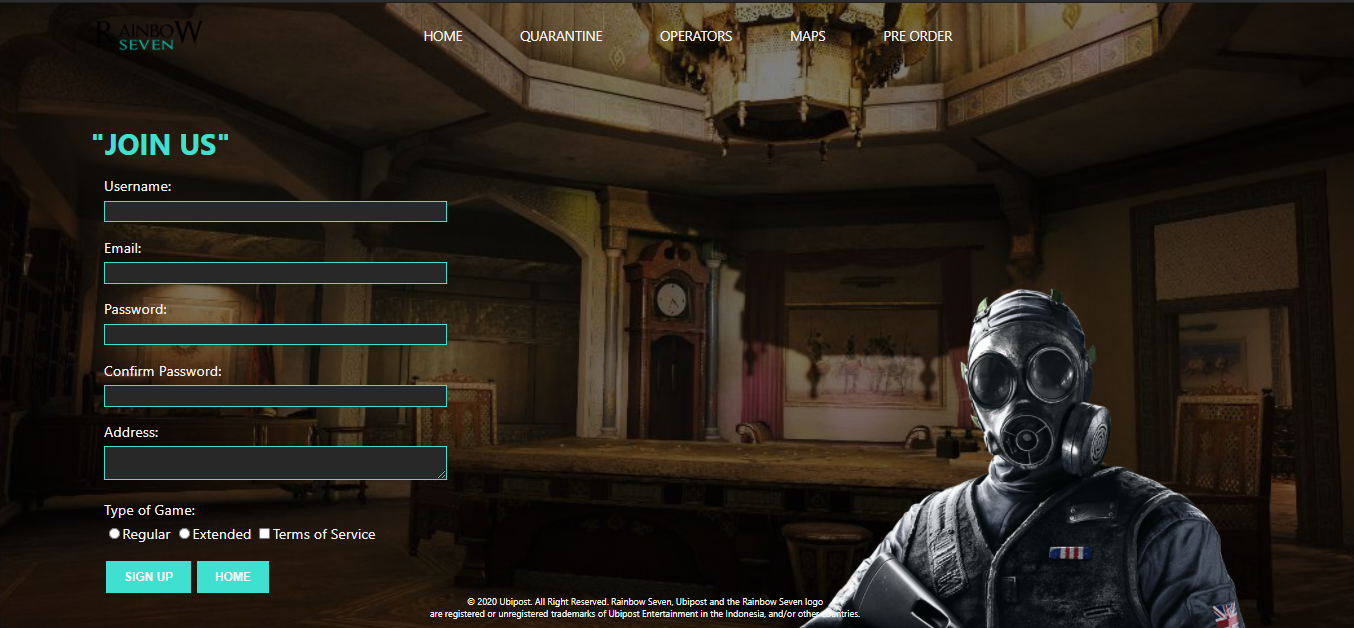 RAINBOW
SEVEN
HOME QUARANTINE OPERATORS MAPS PRE ORDER
"JOIN US"
Username:
Email:
Password:
Confirm Password:
Address:
Type of Game:
Regular Extended Terms of Service
SIGN UP HOME
© 2020 Ubipost. All Right Reserved. Rainbow Seven, Ubipost and the Rainbow Seven logo
are registered or unregistered trademarks of Ubipost Entertainment in the Indonesia, and/or other countries.